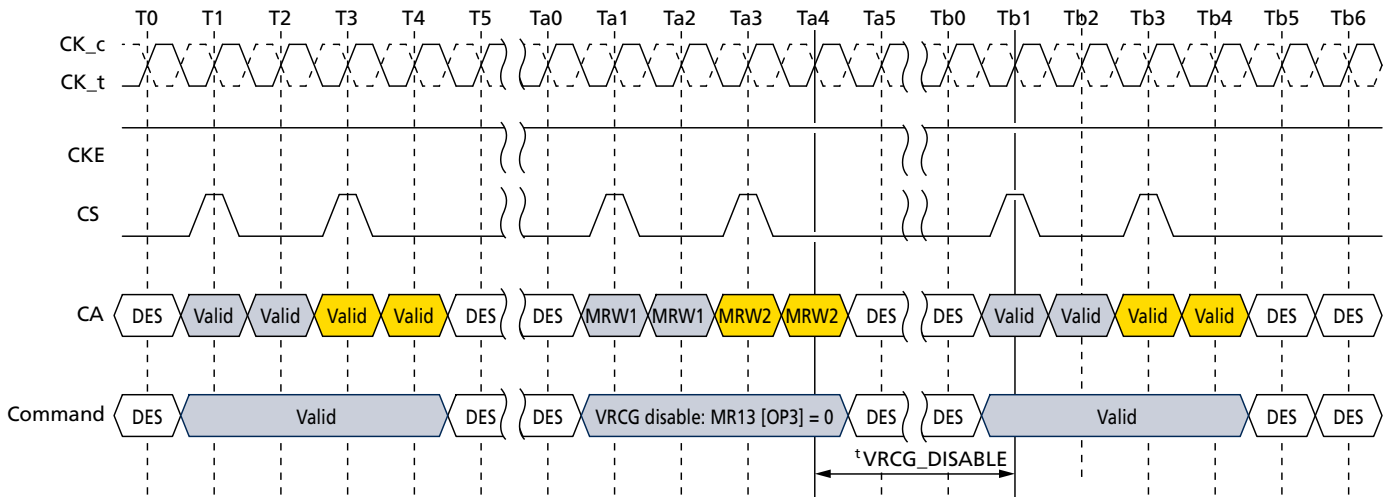 T0 T1 T2 T3 T4 T5 Ta0 Ta1 Ta2 Ta3 Ta4 Ta5 Tb0 Tb1 Tb2 Tb3 Tb4 Tb5 Tb6
CK_c
CK_t
CKE
CS
CA DES Valid Valid Valid Valid DES DES MRW1 MRW1 MRW2 MRW2 DES DES Valid Valid Valid Valid DES DES
Command DES Valid DES DES VRCG disable: MR13 [OP3] = 0 DES DES Valid DES DES
tVRCG_DISABLE